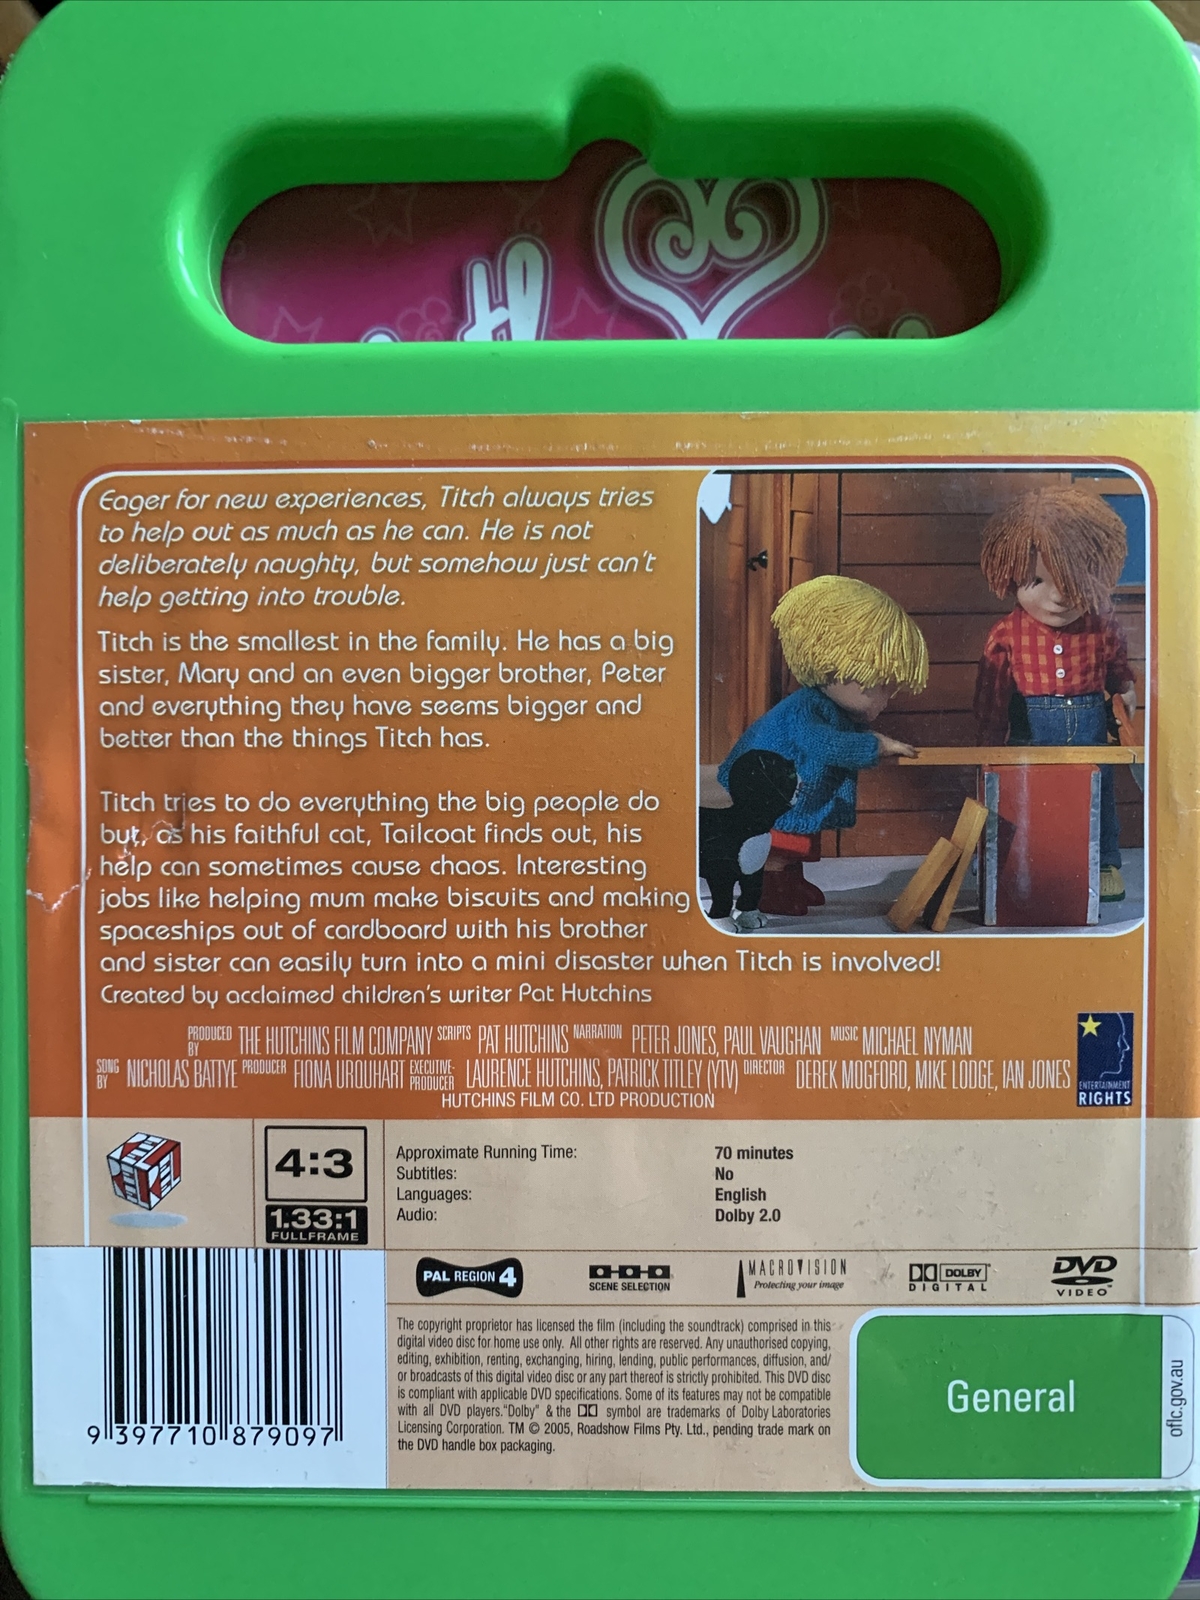 Eager for new experiences, Titch always tries
to help out as much as he can. He is not
deliberately naughty, but somehow just can't
help getting into trouble.
Titch is the smallest in the family. He has a big
sister, Mary and an even bigger brother, Peter
and everything they have seems bigger and
better than the things Titch has.
Titch tries to do everything the big people do
but, as his faithful cat, Tailcoat finds out, his
help can sometimes cause chaos. Interesting
jobs like helping mum make biscuits and making
spaceships out of cardboard with his brother
and sister can easily turn into a mini disaster when Titch is involved!
Created by acclaimed children's writer Pat Hutchins
PRODUCED BY THE HUTCHINS FILM COMPANY SCRIPTS PAT HUTCHINS NARRATION PETER JONES, PAUL VAUGHAN MUSIC MICHAEL NYMAN
SONG BY NICHOLAS BATTYE PRODUCER FIONA URQUHART EXECUTIVE-PRODUCER LAURENCE HUTCHINS, PATRICK TITLEY (YTV) DIRECTOR DEREK MOGFORD, MIKE LODGE, IAN JONES
HUTCHINS FILM CO. LTD PRODUCTION
ENTERTAINMENT
RIGHTS
4:3
1.33:1
FULLFRAME
Approximate Running Time: 70 minutes
Subtitles: No
Languages: English
Audio: Dolby 2.0
PAL REGION 4
SCENE SELECTION
MACROVISION
Protecting your image
DOLBY
DIGITAL
DVD
VIDEO
The copyright proprietor has licensed the film (including the soundtrack) comprised in this
digital video disc for home use only. All other rights are reserved. Any unauthorised copying,
editing, exhibition, renting, exchanging, hiring, lending, public performances, diffusion, and/
or broadcasts of this digital video disc or any part thereof is strictly prohibited. This DVD disc
is compliant with applicable DVD specifications. Some of its features may not be compatible
with all DVD players. "Dolby" & the symbol are trademarks of Dolby Laboratories
Licensing Corporation. TM © 2005, Roadshow Films Pty. Ltd., pending trade mark on
the DVD handle box packaging.
General
oflc.gov.au
9 397710 879097